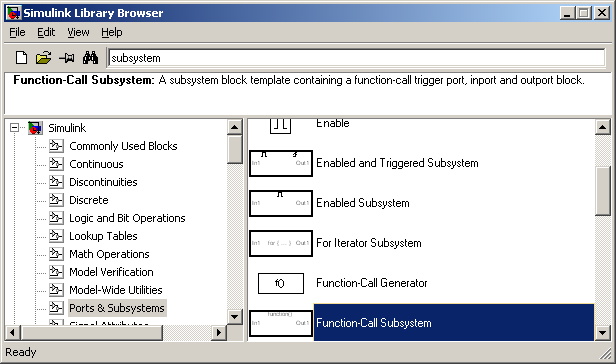 Simulink Library Browser
File Edit View Help
subsystem
Function-Call Subsystem: A subsystem block template containing a function-call trigger port, inport and outport block.
Simulink
Commonly Used Blocks
Continuous
Discontinuities
Discrete
Logic and Bit Operations
Lookup Tables
Math Operations
Model Verification
Model-Wide Utilities
Ports & Subsystems
Signal Attributes
Enable
In1 Out1 Enabled and Triggered Subsystem
In1 Out1 Enabled Subsystem
In1 for { ... } Out1 For Iterator Subsystem
f() Function-Call Generator
function()
In1 Out1 Function-Call Subsystem
Ready